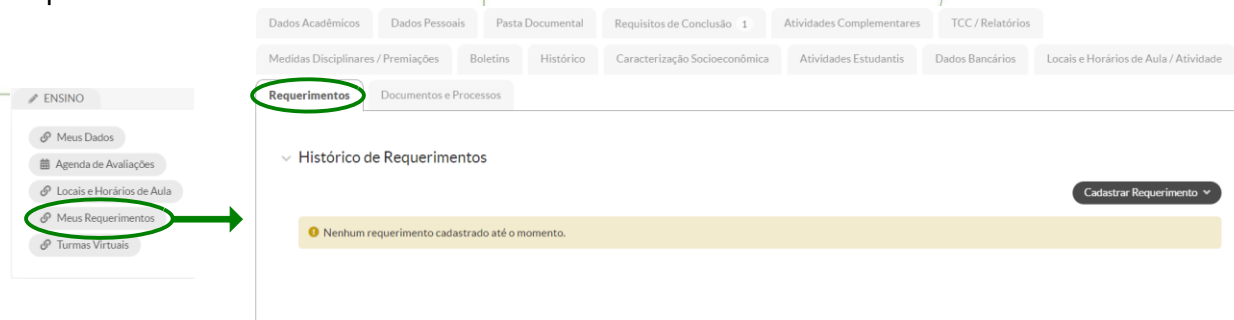 Dados Acadêmicos Dados Pessoais Pasta Documental Requisitos de Conclusão 1 Atividades Complementares TCC / Relatórios
Medidas Disciplinares / Premiações Boletins Histórico Caracterização Socioeconômica Atividades Estudantis Dados Bancários Locais e Horários de Aula / Atividade
Requerimentos Documentos e Processos
ENSINO
Meus Dados
Agenda de Avaliações
Locais e Horários de Aula
Meus Requerimentos
Turmas Virtuais
Histórico de Requerimentos
Cadastrar Requerimento
Nenhum requerimento cadastrado até o momento.